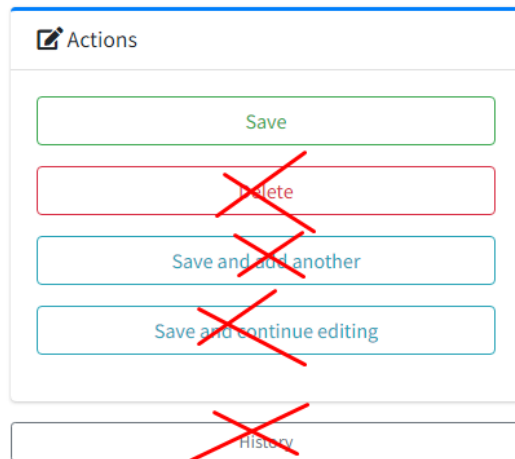 Actions
Save
Delete
Save and add another
Save and continue editing
History